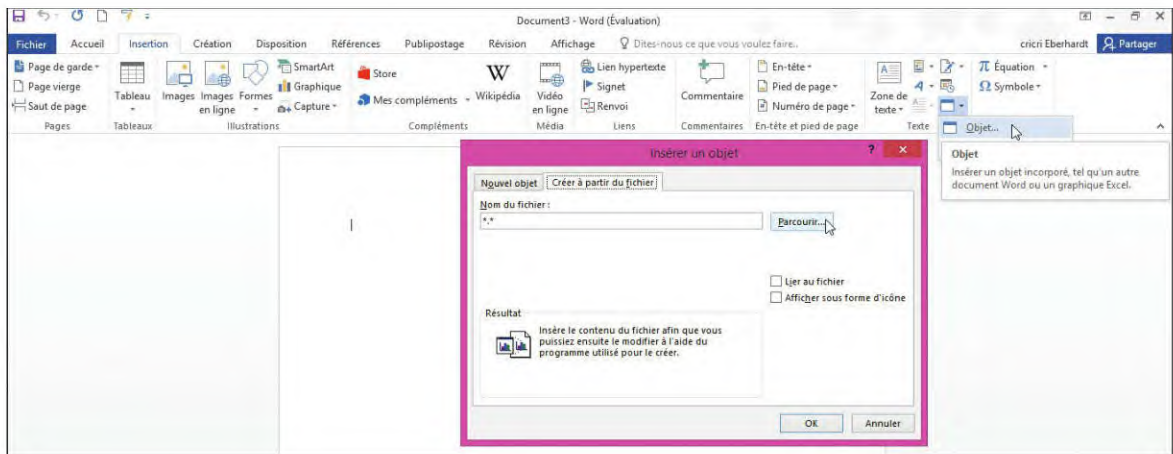 Document3 - Word (Évaluation)
Fichier Accueil Insertion Création Disposition Références Publipostage Révision Affichage Dites-nous ce que vous voulez faire... cricri Eberhardt Partager
Page de garde
Page vierge
Saut de page
Pages
Tableau
Tableaux
Images Images en ligne Formes
SmartArt
Graphique
Capture
Illustrations
Store
Mes compléments
Wikipédia
Compléments
Vidéo en ligne
Média
Lien hypertexte
Signet
Renvoi
Liens
Commentaire
Commentaires
En-tête
Pied de page
Numéro de page
En-tête et pied de page
Zone de texte
Texte
π Équation
Ω Symbole
Objet...
Objet
Insérer un objet incorporé, tel qu'un autre
document Word ou un graphique Excel.
Insérer un objet
Nouvel objet Créer à partir du fichier
Nom du fichier :
*.*
Parcourir...
Lier au fichier
Afficher sous forme d'icône
Résultat
Insère le contenu du fichier afin que vous
puissiez ensuite le modifier à l'aide du
programme utilisé pour le créer.
OK Annuler